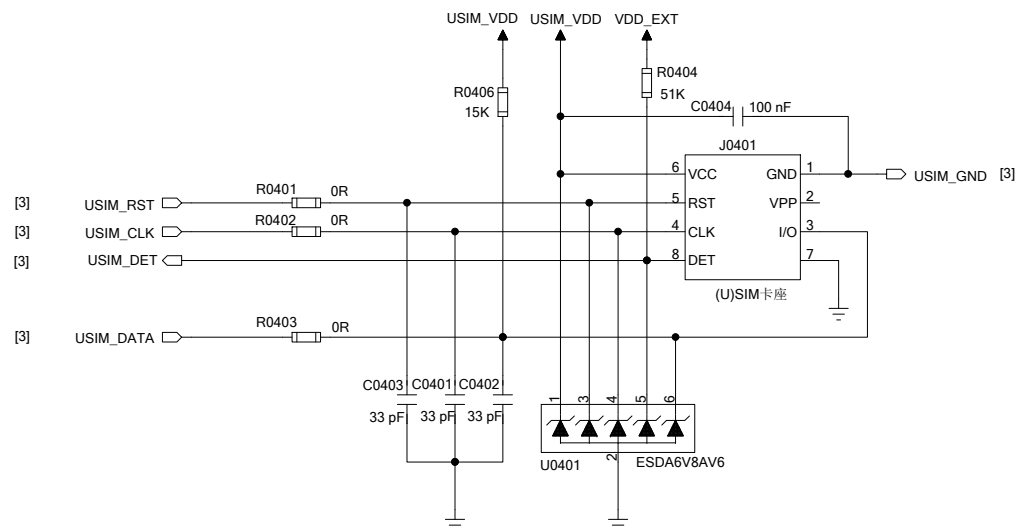 USIM_VDD USIM_VDD VDD_EXT
R0406
15K
R0404
51K
C0404 100 nF
J0401
6 VCC GND 1
USIM_GND [3]
[3] USIM_RST R0401 0R 5 RST VPP 2
[3] USIM_CLK R0402 0R 4 CLK I/O 3
[3] USIM_DET 8 DET 7
(U)SIM卡座
[3] USIM_DATA R0403 0R
C0403 C0401 C0402
33 pF 33 pF 33 pF
1 3 4 5 6
2
U0401 ESDA6V8AV6